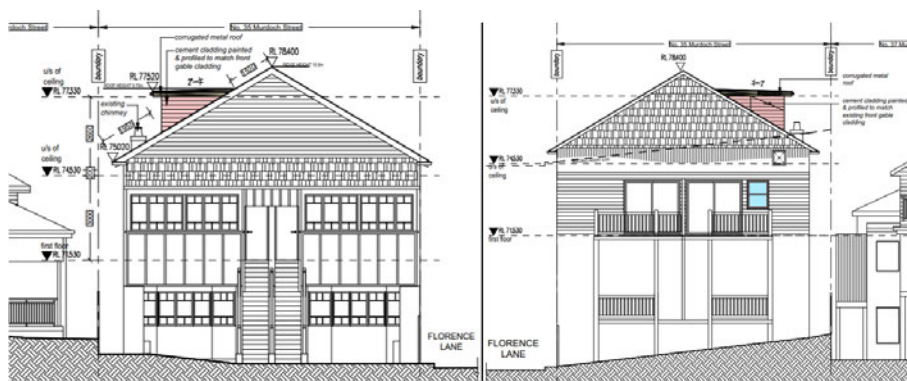 No. 35 Murdoch Street
boundary
boundary
corrugated metal roof
cement cladding painted
& profiled to match front
gable cladding
RL 78400
RL 77520
u/s of
ceiling
RL 77330
existing
chimney
RL 75020
u/s of
ceiling
RL 74530
3000
first floor
RL 71530
FLORENCE
LANE
No. 35 Murdoch Street
No. 37
boundary
boundary
RL 78400
corrugated metal
roof
cement cladding painted
& profiled to match
existing front gable
cladding
RL 77330
u/s of
ceiling
RL 74530
u/s of
ceiling
RL 71530
first floor
FLORENCE
LANE